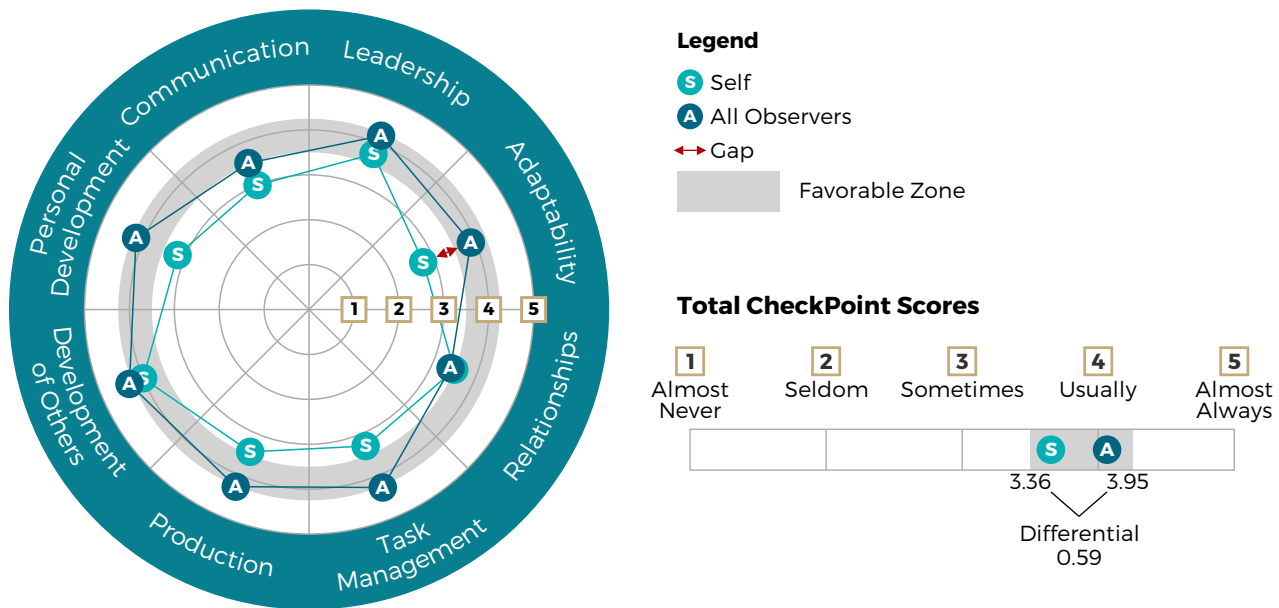 Communication
Leadership
Adaptability
Relationships
Task
Management
Production
Development
of Others
Personal
Development
A
S
A
S
A
S
A
S
A
S
A
S
A
S
A
1
2
3
4
5
Legend
S Self
A All Observers
Gap
Favorable Zone
Total CheckPoint Scores
1 2 3 4 5
Almost Never
Seldom
Sometimes
Usually
Almost Always
S A
3.36 3.95
Differential
0.59